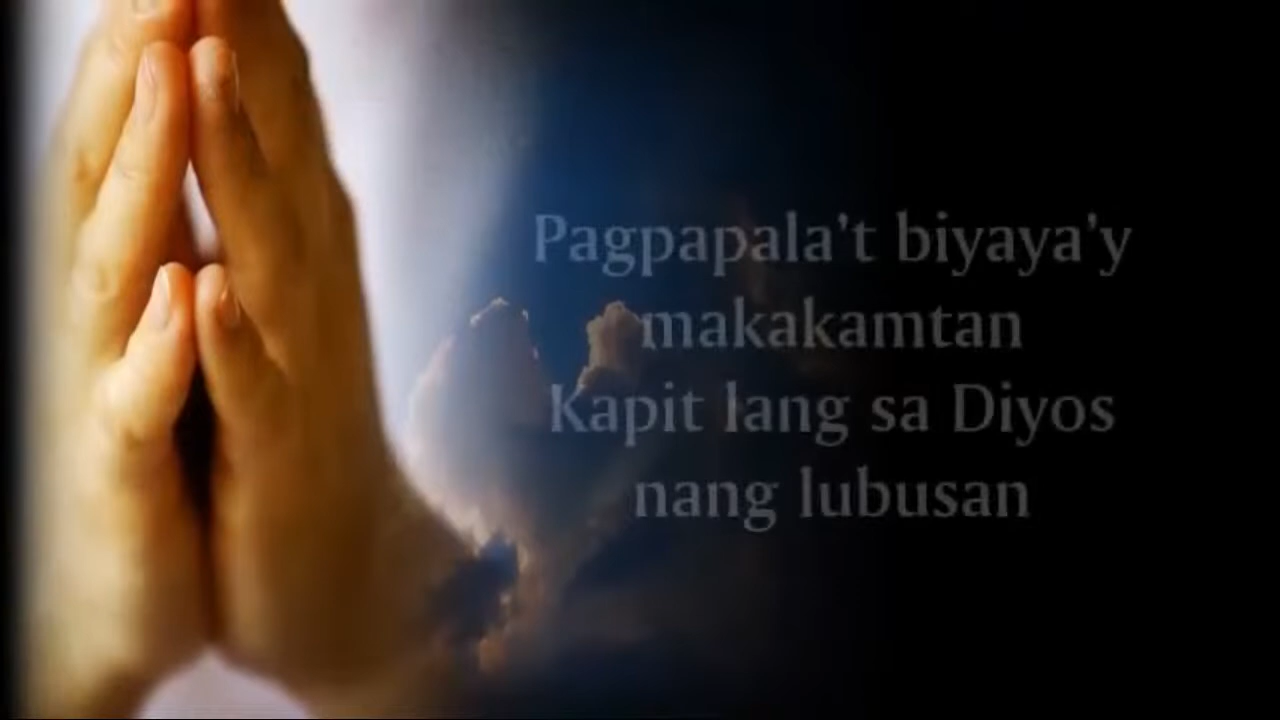 Pagpapala't biyaya'y
makakamtan
Kapit lang sa Diyos
nang lubusan